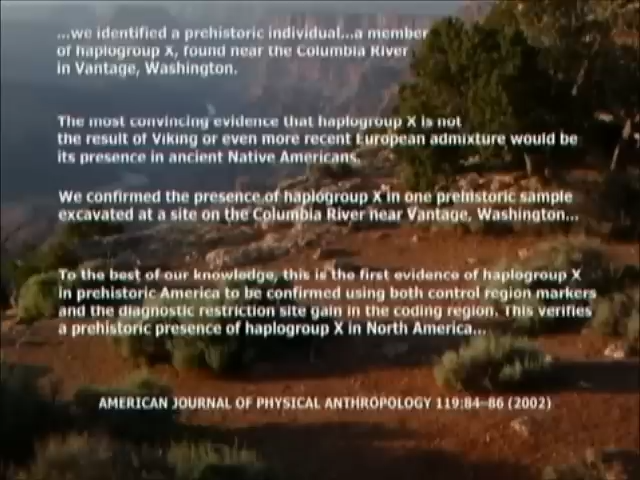 ...we identified a prehistoric individual...a member
of haplogroup X, found near the Columbia River
in Vantage, Washington.
The most convincing evidence that haplogroup X is not
the result of Viking or even more recent European admixture would be
its presence in ancient Native Americans.
We confirmed the presence of haplogroup X in one prehistoric sample
excavated at a site on the Columbia River near Vantage, Washington...
To the best of our knowledge, this is the first evidence of haplogroup X
in prehistoric America to be confirmed using both control region markers
and the diagnostic restriction site gain in the coding region. This verifies
a prehistoric presence of haplogroup X in North America...
AMERICAN JOURNAL OF PHYSICAL ANTHROPOLOGY 119:84–86 (2002)